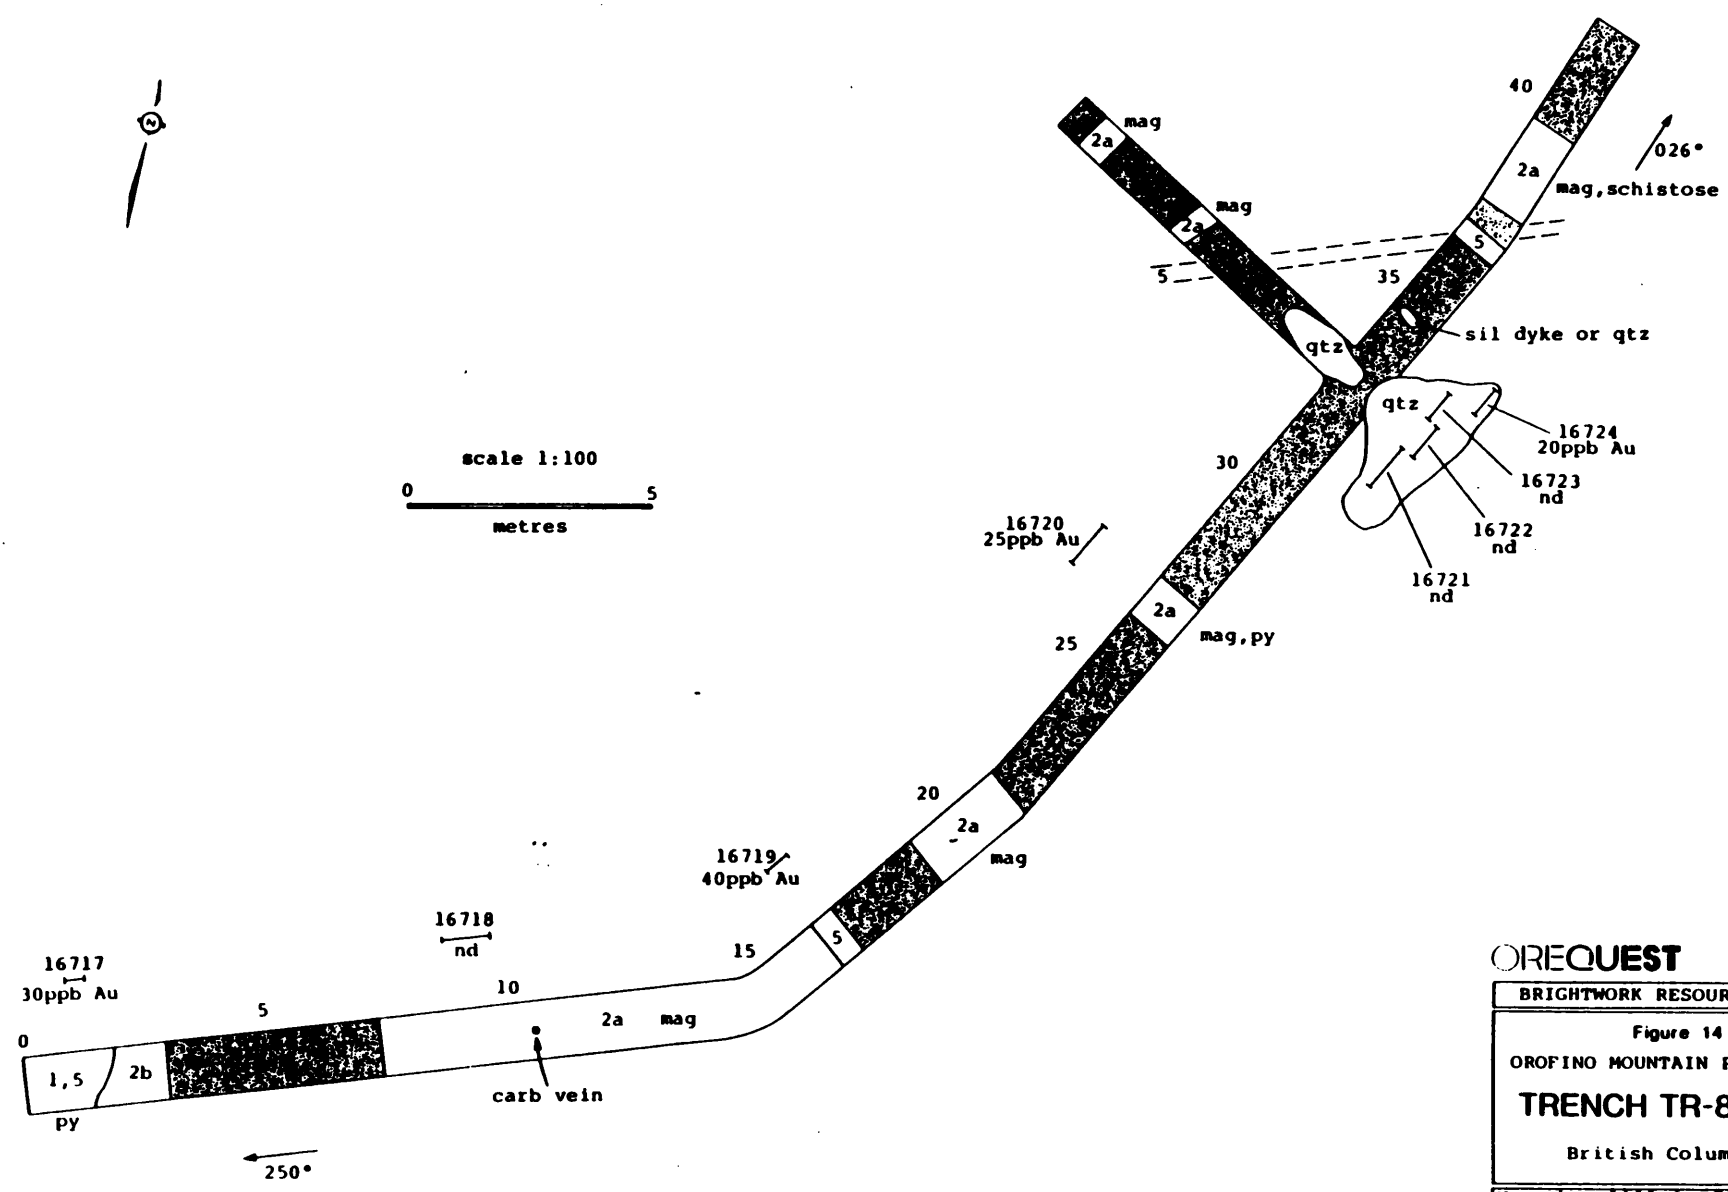 N
40
026°
2a
mag,schistose
mag
2a
mag
2a
5
5
35
sil dyke or qtz
qtz
qtz
16724
20ppb Au
16723
nd
16722
nd
16721
nd
30
scale 1:100
0 5
metres
16720
25ppb Au
2a
mag,py
25
20
2a
mag
16719
40ppb Au
5
15
16718
nd
10
2a mag
carb vein
16717
30ppb Au
5
0
1,5
2b
py
250°
OREQUEST
BRIGHTWORK RESOUR
Figure 14
OROFINO MOUNTAIN
TRENCH TR-8
British Colum